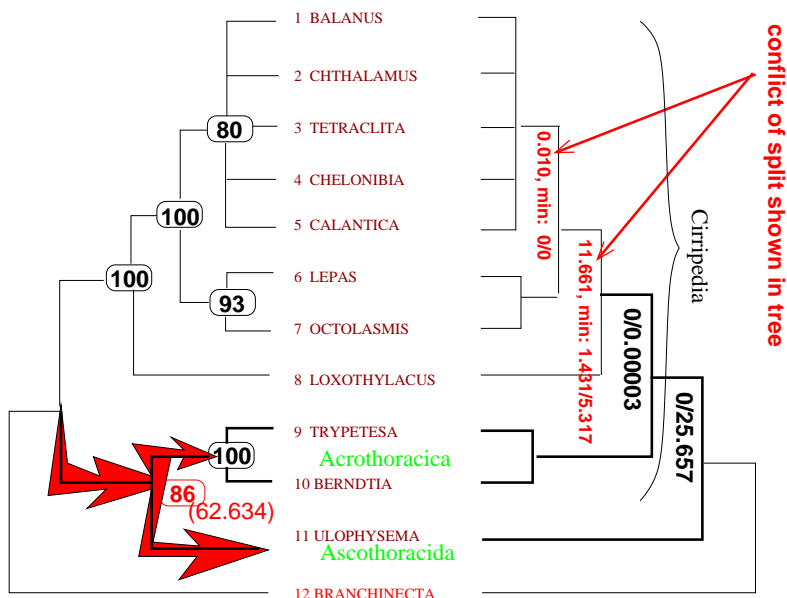 1 BALANUS
2 CHTHALAMUS
3 TETRACLITA
4 CHELONIBIA
5 CALANTICA
6 LEPAS
7 OCTOLASMIS
8 LOXOTHYLACUS
9 TRYPETESA
Acrothoracica
10 BERNDTIA
11 ULOPHYSEMA
Ascothoracida
12 BRANCHINECTA
80
100
100
93
100
86
(62.634)
0.010, min: 0/0
11.661, min: 1.431/5.317
0/0.00003
0/25.657
Cirripedia
conflict of split shown in tree